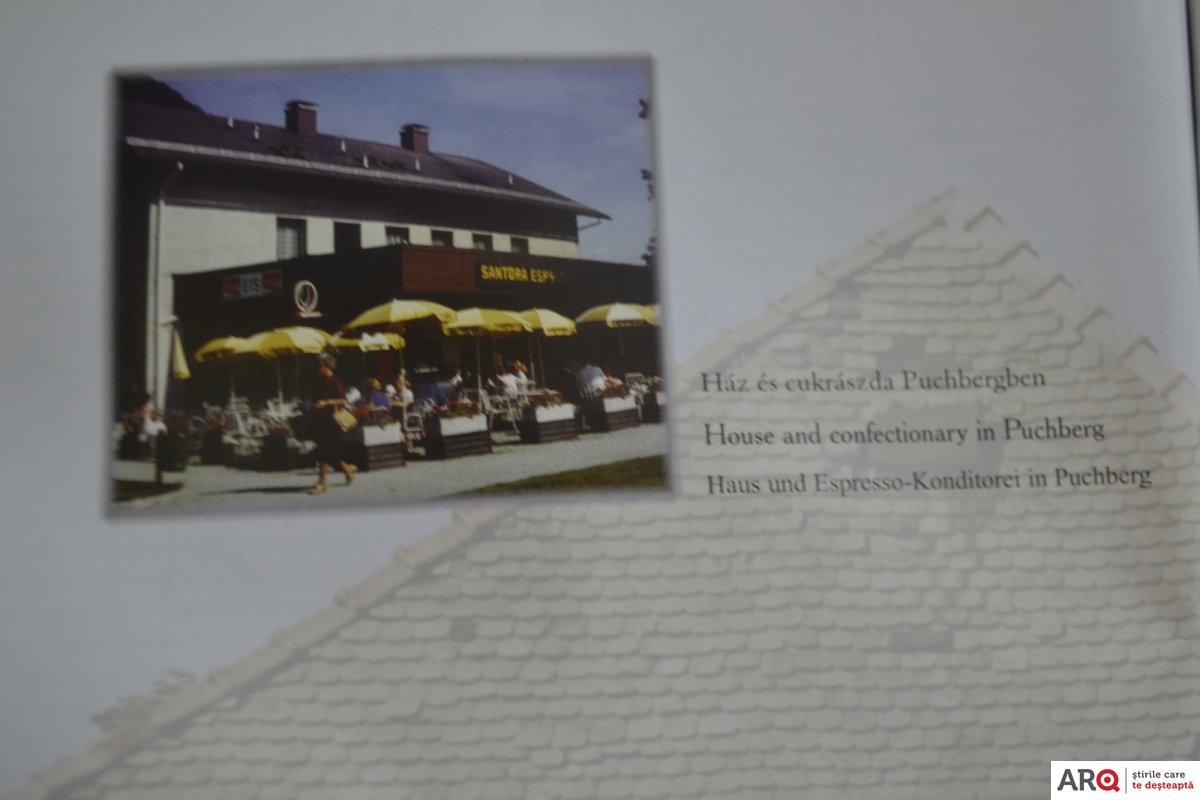 EIS
SANTORA ESP
Ház és cukrászda Puchbergben
House and confectionary in Puchberg
Haus und Espresso-Konditorei in Puchberg
ARQ
știrile care
te deșteaptă